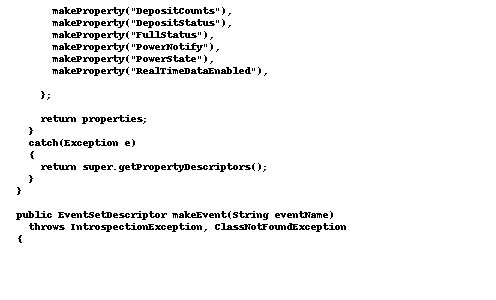 makeProperty("DepositCounts"),
makeProperty("DepositStatus"),
makeProperty("FullStatus"),
makeProperty("PowerNotify"),
makeProperty("PowerState"),
makeProperty("RealTimeDataEnabled"),
};
return properties;
}
catch(Exception e)
{
return super.getPropertyDescriptors();
}
}
public EventSetDescriptor makeEvent(String eventName)
throws IntrospectionException, ClassNotFoundException
{